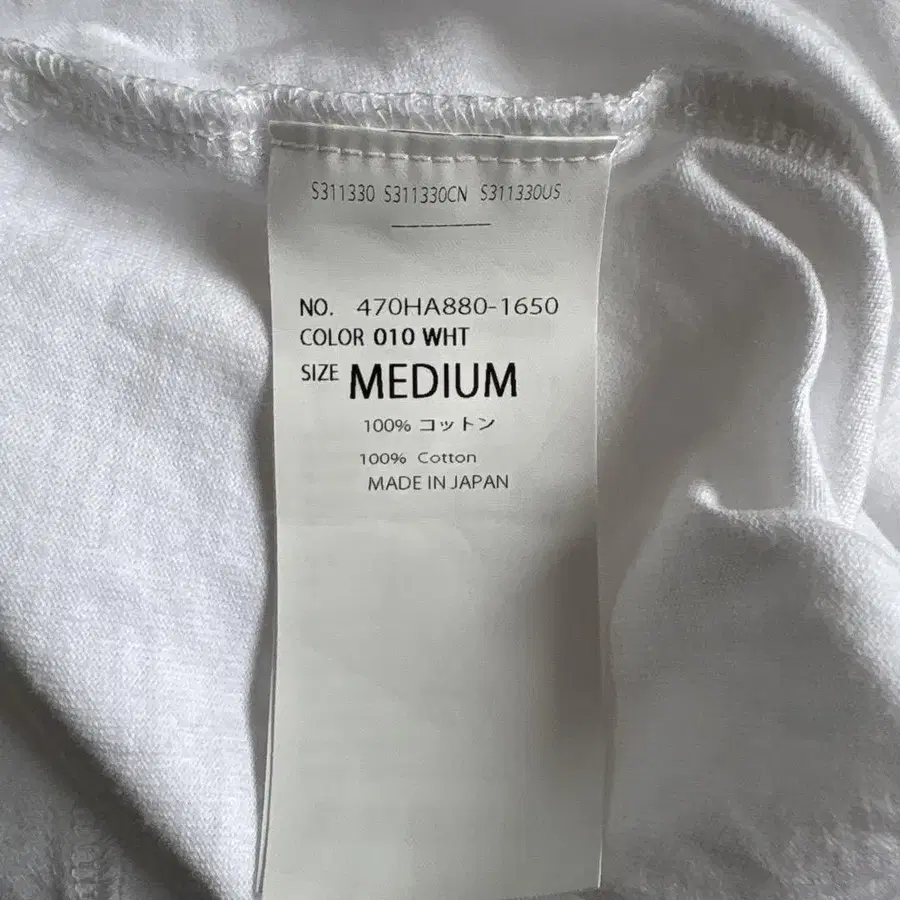 S311330 S311330CN S311330US
NO. 470HA880-1650
COLOR 010 WHT
SIZE MEDIUM
100% コットン
100% Cotton
MADE IN JAPAN